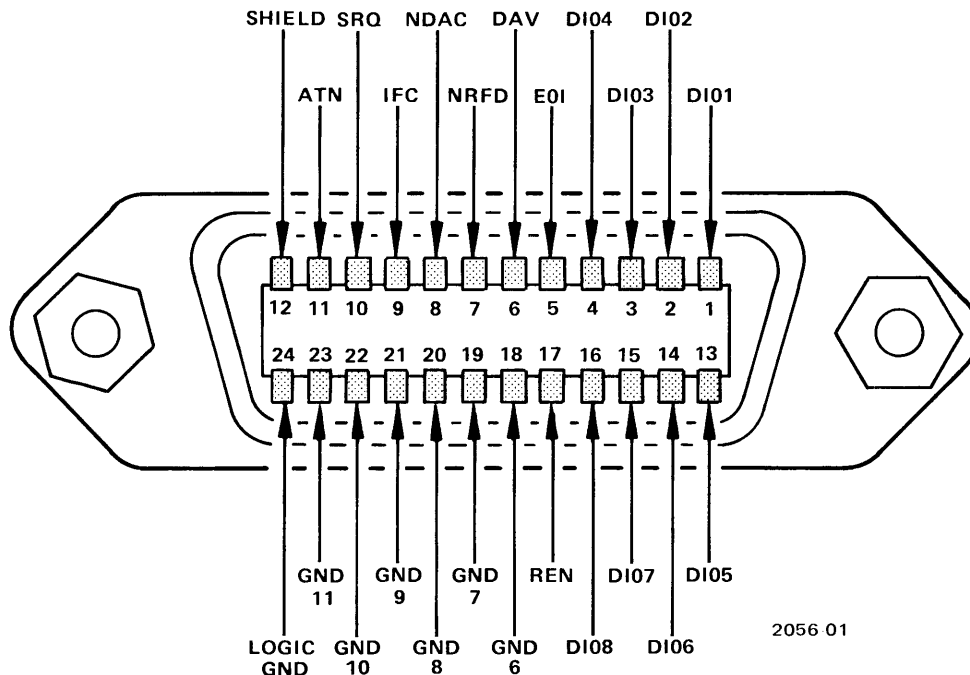 SHIELD SRQ NDAC DAV DI04 DI02
ATN IFC NRFD E0I DI03 DI01
12 11 10 9 8 7 6 5 4 3 2 1
24 23 22 21 20 19 18 17 16 15 14 13
GND 11 GND 9 GND 7 REN DI07 DI05
2056-01
LOGIC GND GND 10 GND 8 GND 6 DI08 DI06